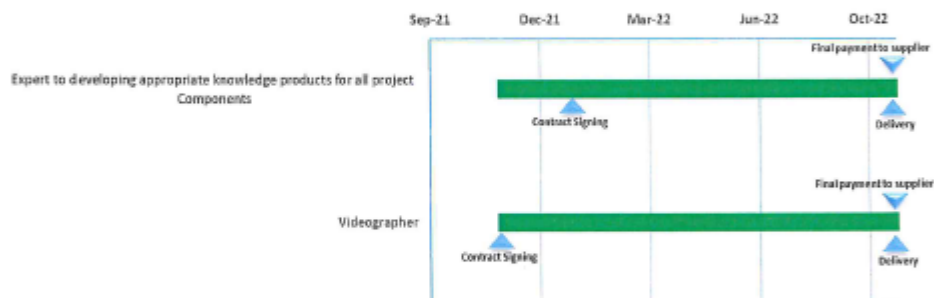 Sep-21 Dec-21 Mar-22 Jun-22 Oct-22
Final payment to supplier
Expert to developing appropriate knowledge products for all project
Components
Contract Signing
Delivery
Final payment to supplier
Videographer
Contract Signing
Delivery